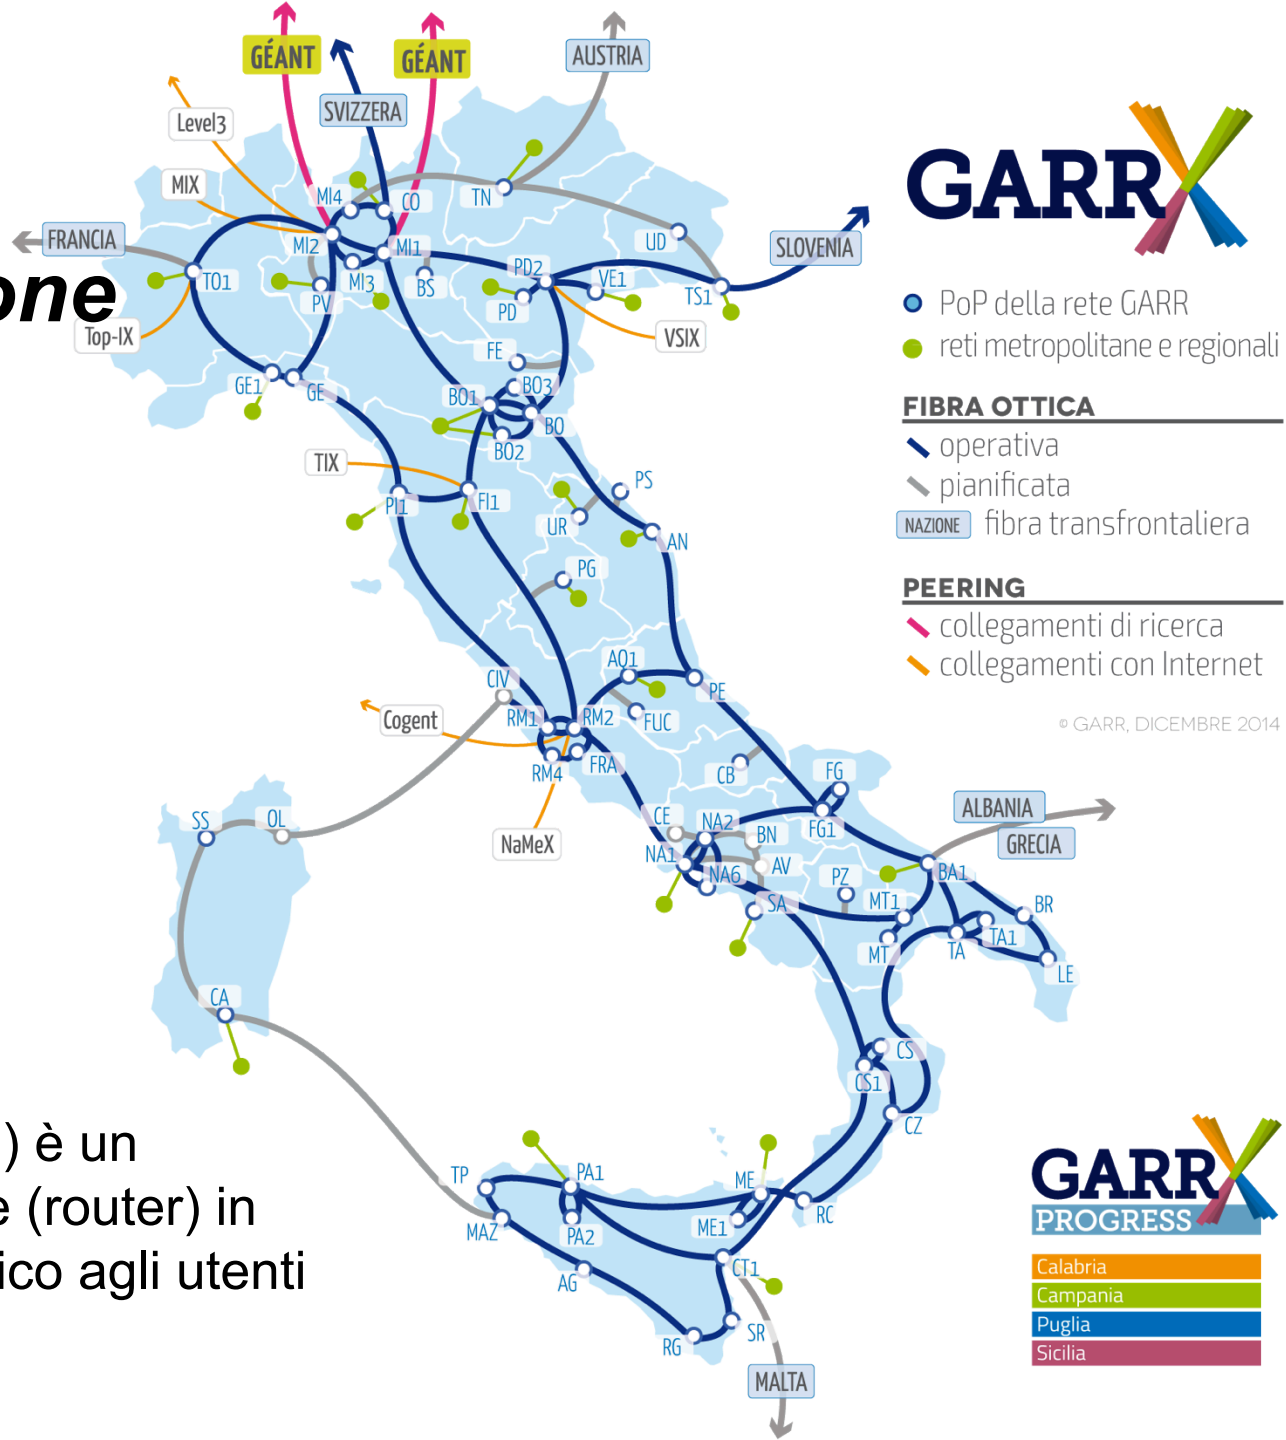 GÉANT
GÉANT
AUSTRIA
SVIZZERA
Level3
MIX
FRANCIA
Top-IX
SLOVENIA
VSIX
TIX
Cogent
NaMeX
ALBANIA
GRECIA
MALTA
MI4
CO
TN
UD
MI2
MI1
MI3
BS
PV
TO1
PD2
VE1
PD
TS1
FE
GE1
GE
BO1
BO3
BO
BO2
PI1
FI1
PS
UR
AN
PG
AQ1
PE
CIV
RM1
RM2
FUC
RM4
FRA
CB
FG
FG1
CE
NA2
BN
NA1
AV
NA6
SA
PZ
MT1
MT
BA1
BR
TA
TA1
LE
SS
OL
CA
CS
CS1
CZ
TP
PA1
ME
MAZ
PA2
ME1
RC
AG
CT1
SR
RG
one
GARR X
PoP della rete GARR
reti metropolitane e regionali
FIBRA OTTICA
operativa
pianificata
NAZIONE fibra transfrontaliera
PEERING
collegamenti di ricerca
collegamenti con Internet
© GARR, DICEMBRE 2014
) è un
e (router) in
ico agli utenti
GARR X
PROGRESS
Calabria
Campania
Puglia
Sicilia